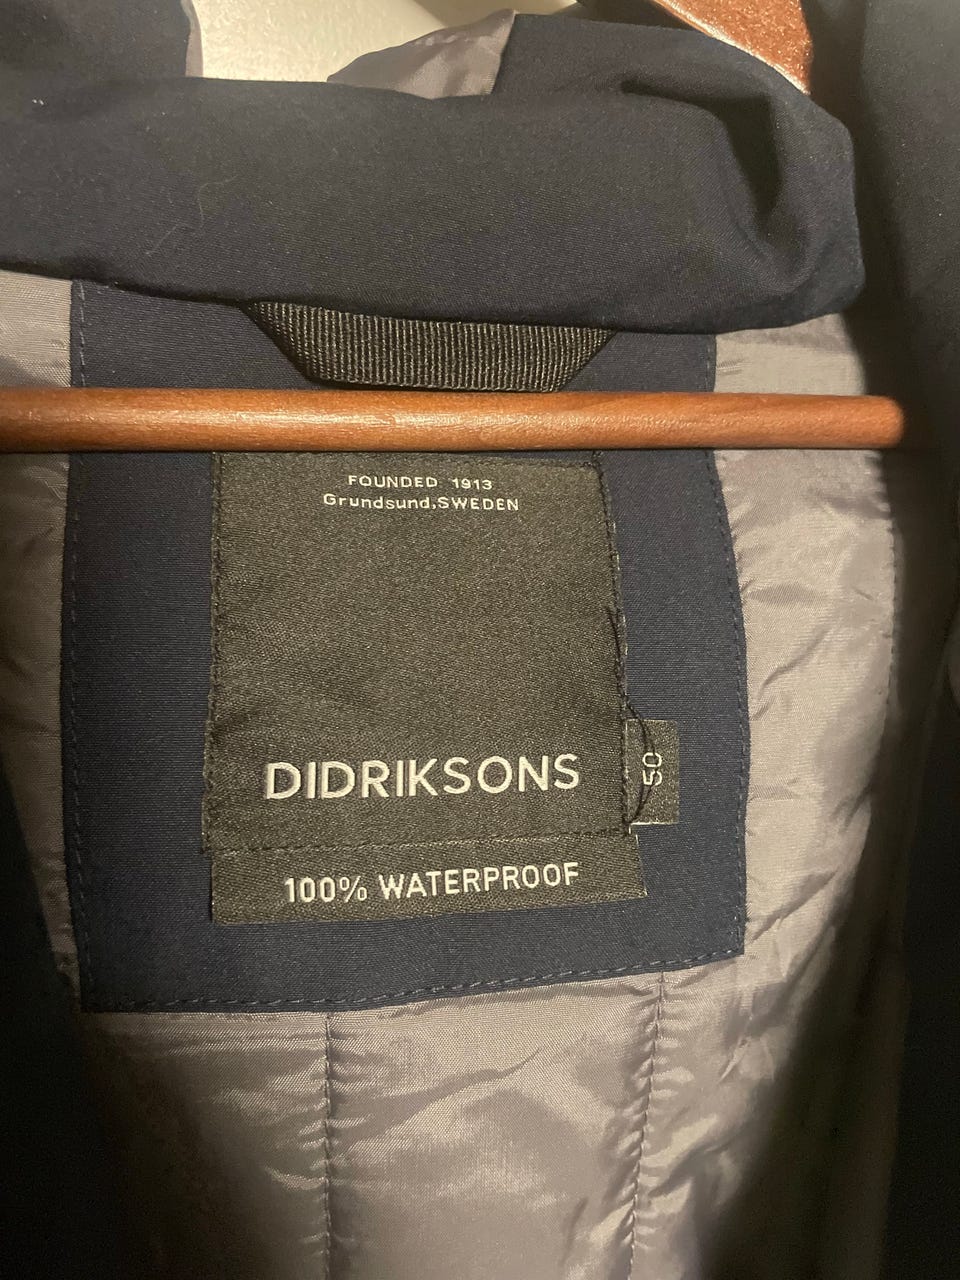 FOUNDED 1913
Grundsund,SWEDEN
DIDRIKSONS
50
100% WATERPROOF